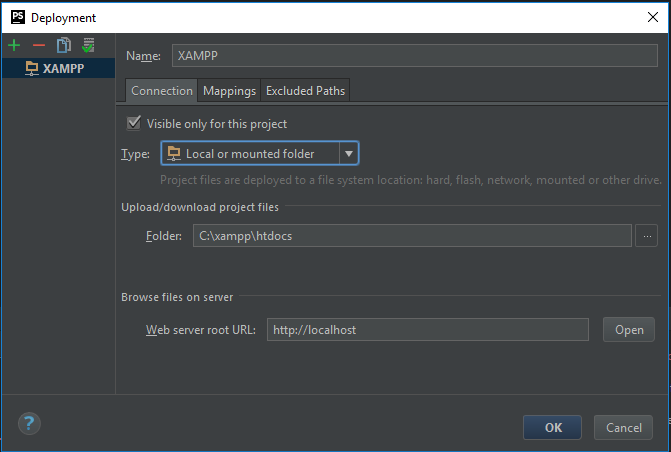 PS Deployment
XAMPP
Name: XAMPP
Connection Mappings Excluded Paths
Visible only for this project
Type: Local or mounted folder
Project files are deployed to a file system location: hard, flash, network, mounted or other drive.
Upload/download project files
Folder: C:\xampp\htdocs ...
Browse files on server
Web server root URL: http://localhost Open
? OK Cancel